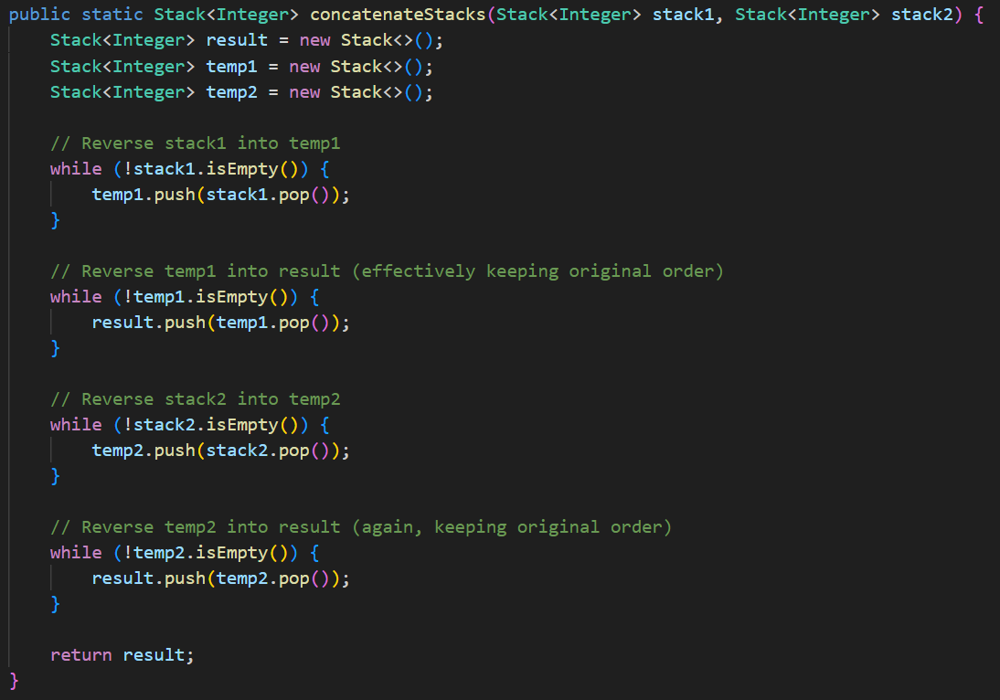 public static Stack<Integer> concatenateStacks(Stack<Integer> stack1, Stack<Integer> stack2) {
    Stack<Integer> result = new Stack<>();
    Stack<Integer> temp1 = new Stack<>();
    Stack<Integer> temp2 = new Stack<>();

    // Reverse stack1 into temp1
    while (!stack1.isEmpty()) {
        temp1.push(stack1.pop());
    }

    // Reverse temp1 into result (effectively keeping original order)
    while (!temp1.isEmpty()) {
        result.push(temp1.pop());
    }

    // Reverse stack2 into temp2
    while (!stack2.isEmpty()) {
        temp2.push(stack2.pop());
    }

    // Reverse temp2 into result (again, keeping original order)
    while (!temp2.isEmpty()) {
        result.push(temp2.pop());
    }

    return result;
}